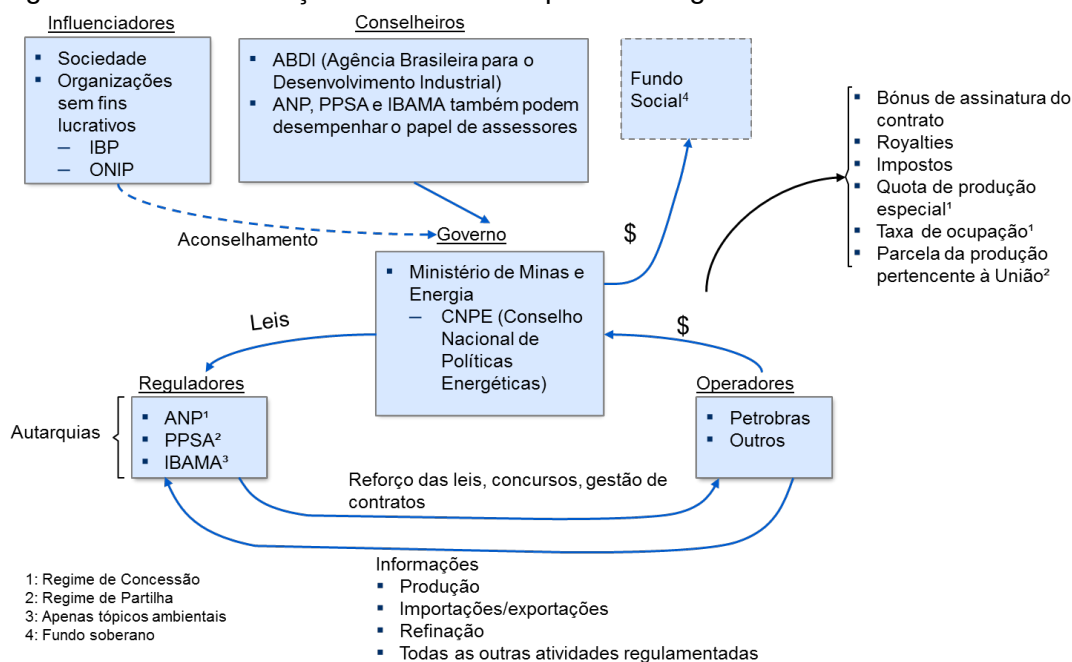 Influenciadores
▪ Sociedade
▪ Organizações
sem fins
lucrativos
– IBP
– ONIP
Conselheiros
▪ ABDI (Agência Brasileira para o
Desenvolvimento Industrial)
▪ ANP, PPSA e IBAMA também podem
desempenhar o papel de assessores
Fundo
Social⁴
▪ Bónus de assinatura do
contrato
▪ Royalties
▪ Impostos
▪ Quota de produção
especial¹
▪ Taxa de ocupação¹
▪ Parcela da produção
pertencente à União²
Aconselhamento
Governo
$
▪ Ministério de Minas e
Energia
– CNPE (Conselho
Nacional de
Políticas
Energéticas)
Leis
$
Reguladores
Operadores
Autarquias
▪ ANP¹
▪ PPSA²
▪ IBAMA³
▪ Petrobras
▪ Outros
Reforço das leis, concursos, gestão de
contratos
Informações
▪ Produção
▪ Importações/exportações
▪ Refinação
▪ Todas as outras atividades regulamentadas
1: Regime de Concessão
2: Regime de Partilha
3: Apenas tópicos ambientais
4: Fundo soberano